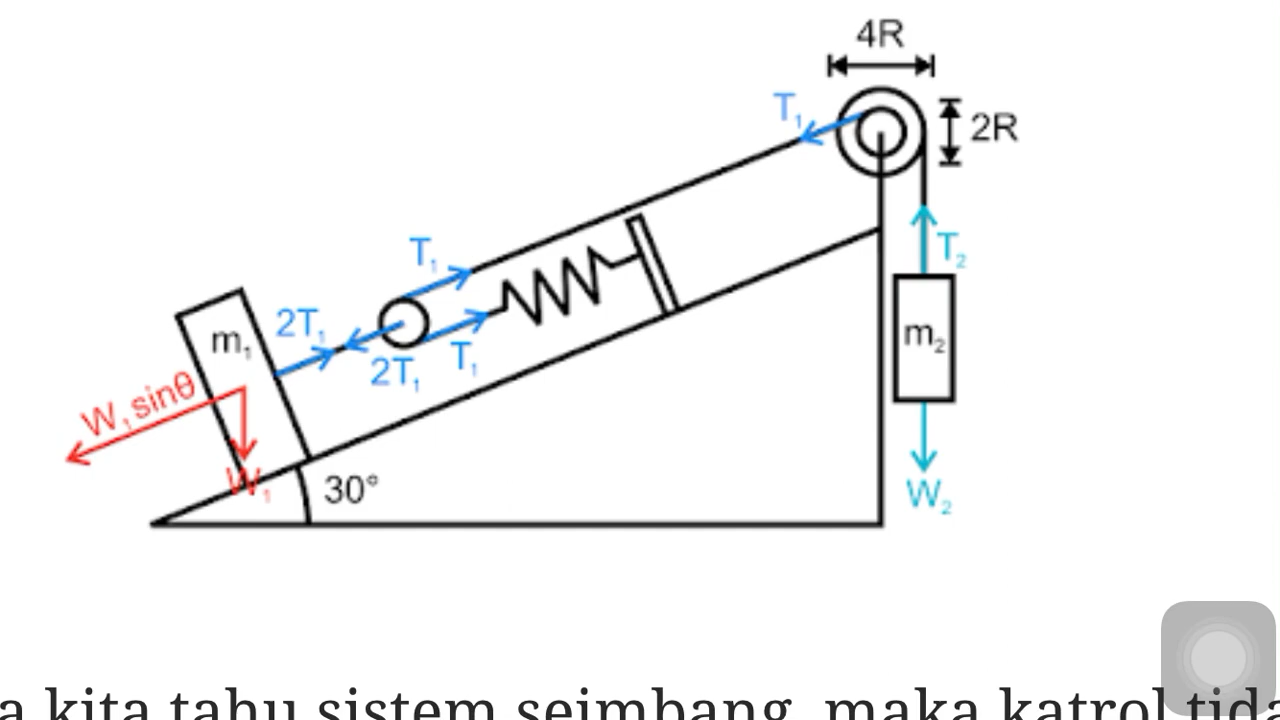 4R
T₁
2R
T₁
T₂
2T₁
m₁
m₂
2T₁
T₁
W₁sinθ
W₁
30°
W₂
a kita tahu sistem seimbang, maka katrol tida